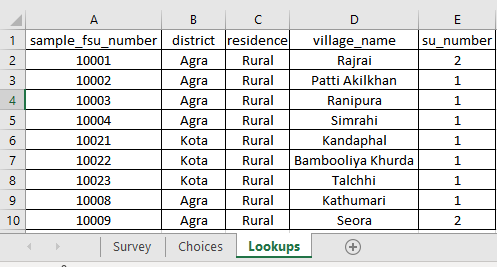 A B C D E
1 sample_fsu_number district residence village_name su_number
2 10001 Agra Rural Rajrai 2
3 10002 Agra Rural Patti Akilkhan 1
4 10003 Agra Rural Ranipura 1
5 10004 Agra Rural Simrahi 1
6 10021 Kota Rural Kandaphal 1
7 10022 Kota Rural Bambooliya Khurda 1
8 10023 Kota Rural Talchhi 1
9 10008 Agra Rural Kathumari 1
10 10009 Agra Rural Seora 2
Survey Choices Lookups